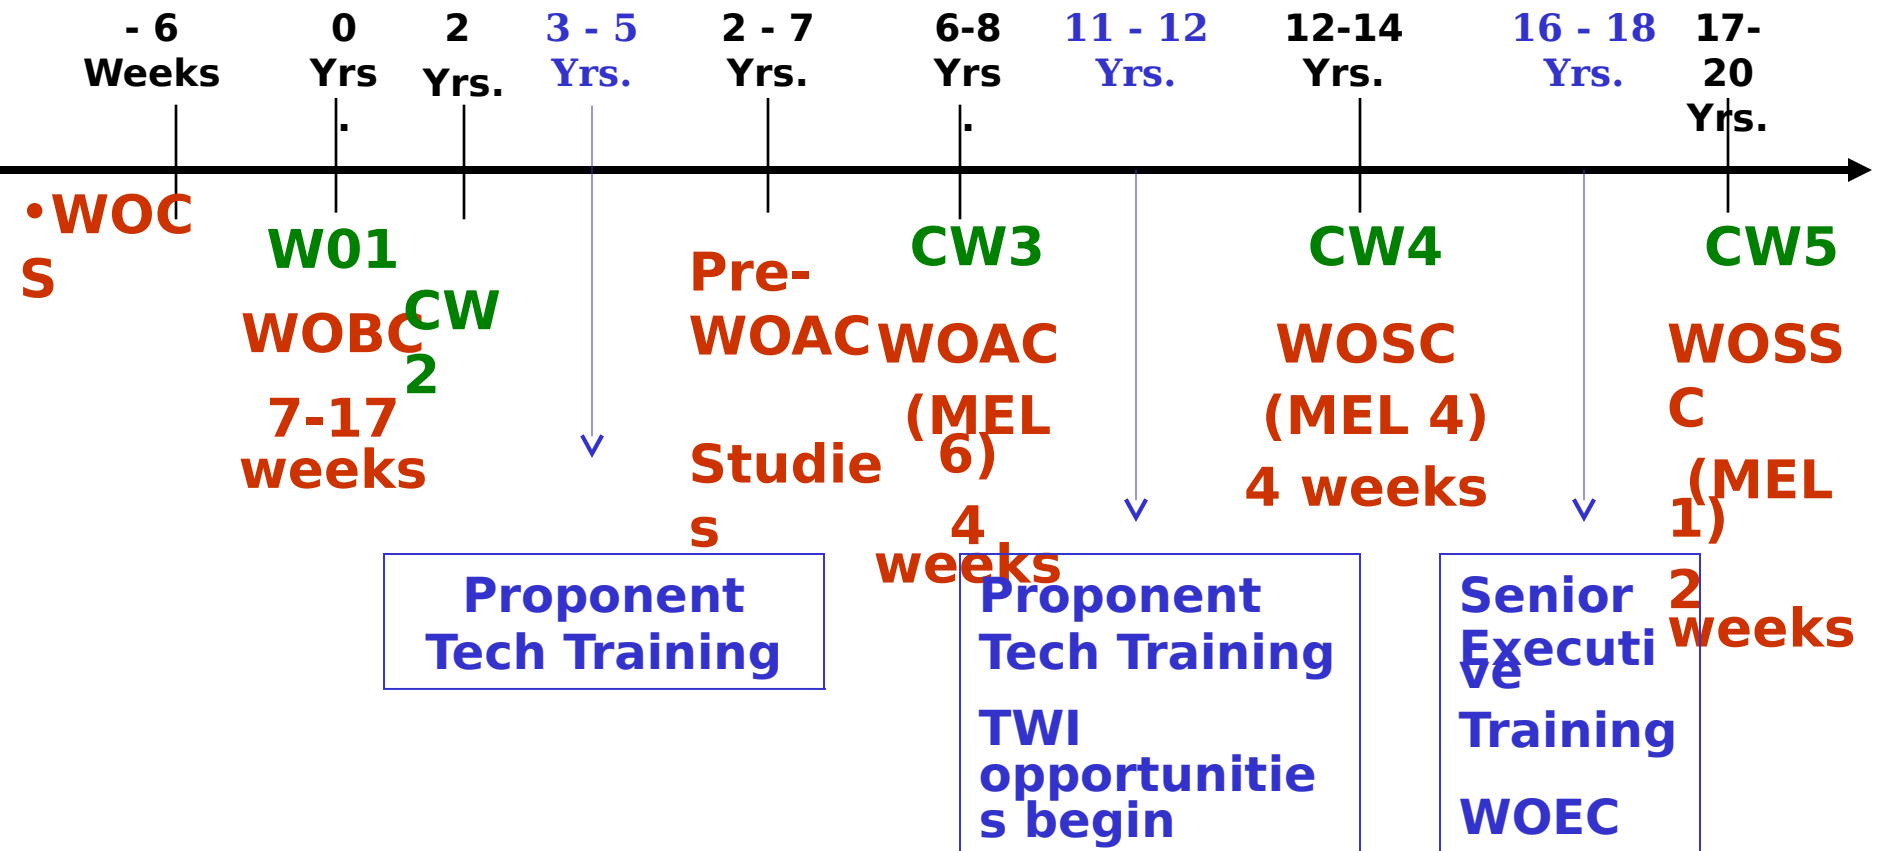 - 6
Weeks
0
Yrs
.
2
Yrs.
3 - 5
Yrs.
2 - 7
Yrs.
6-8
Yrs
.
11 - 12
Yrs.
12-14
Yrs.
16 - 18
Yrs.
17-
20
Yrs.
•WOC
S
W01
WOBC
7-17
weeks
CW
2
Pre-
WOAC
Studie
s
CW3
WOAC
(MEL
6)
4
weeks
CW4
WOSC
(MEL 4)
4 weeks
CW5
WOSS
C
(MEL
1)
2
weeks
Proponent
Tech Training
Proponent
Tech Training
TWI
opportunitie
s begin
Senior
Executi
ve
Training
WOEC